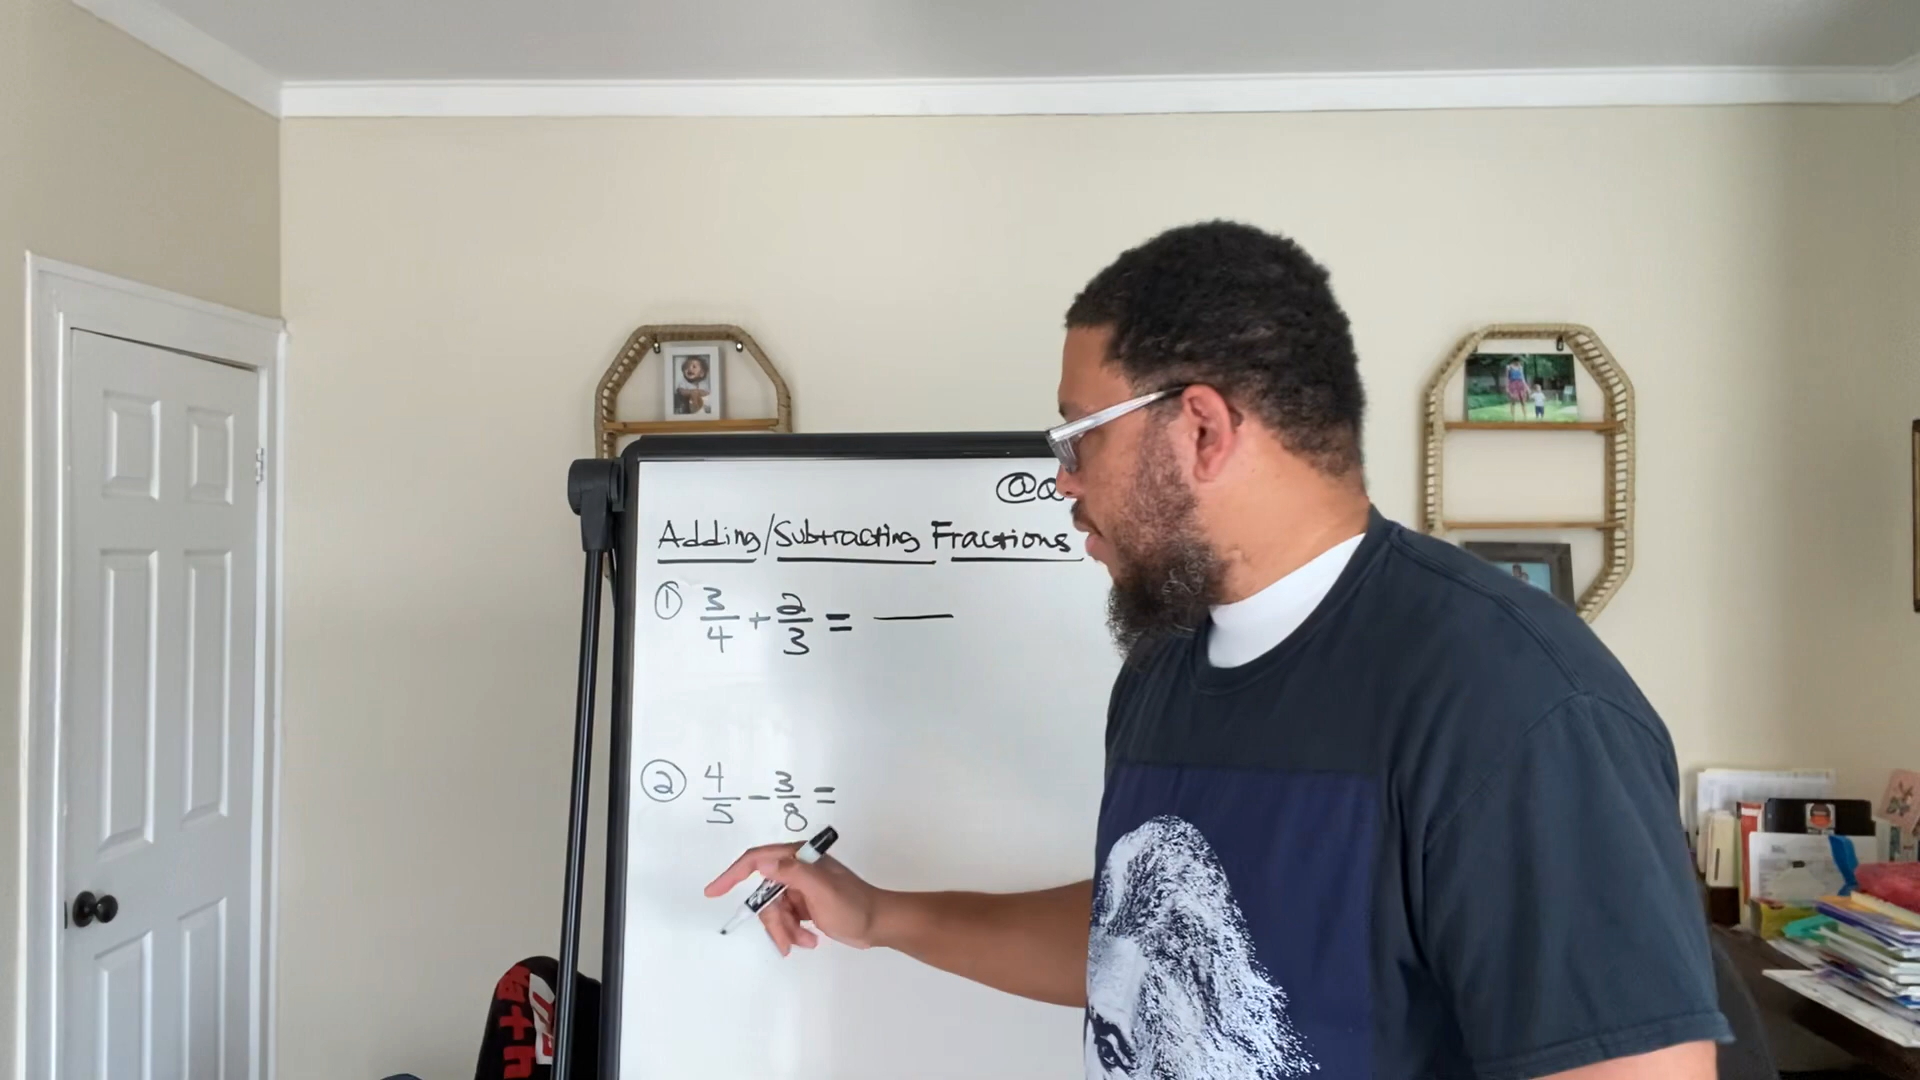 @Q
Adding/Subtracting Fractions
① 3/4 + 2/3 = —
② 4/5 - 3/8 =